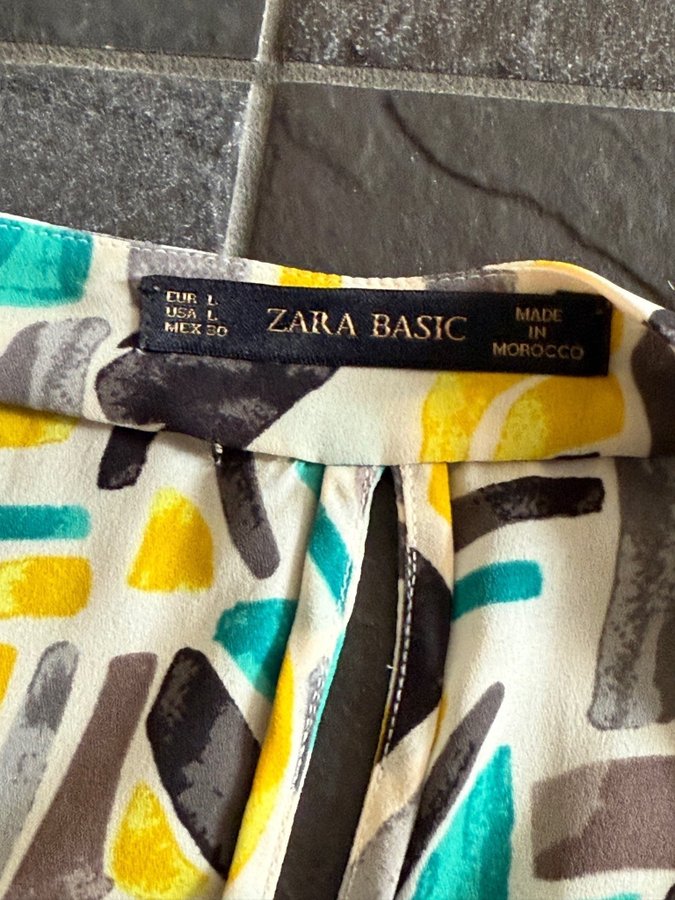 EUR L
USA L
MEX 30
ZARA BASIC
MADE
IN
MOROCCO